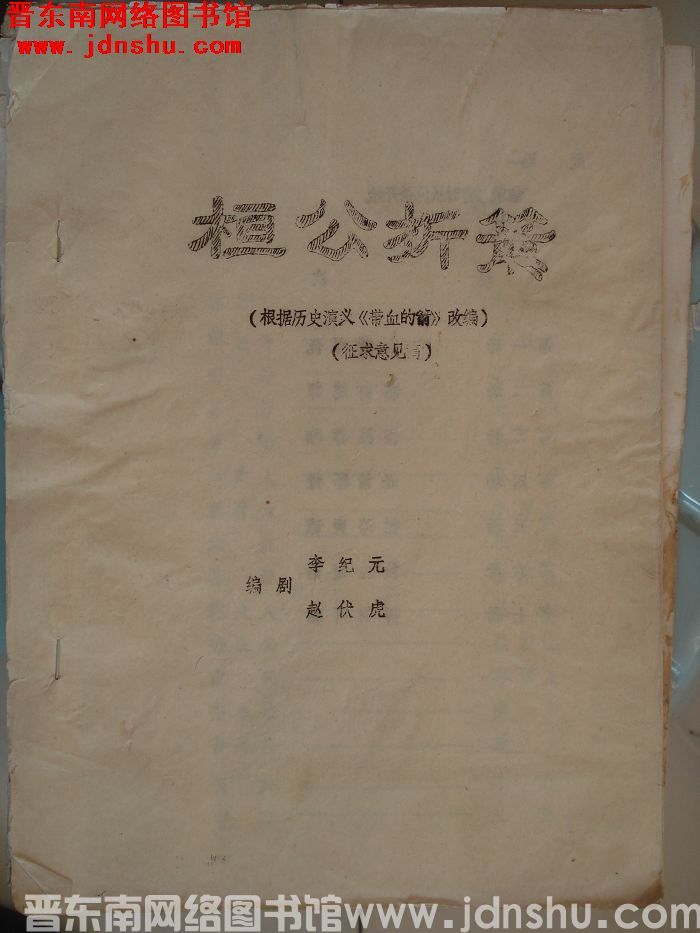 晋东南网络图书馆
www.jdnshu.com
桓公折
(根据历史演义《带血的箭》改编)
(征求意见稿)
编剧 李纪元
赵伏虎
晋东南网络图书馆www.jdnshu.com